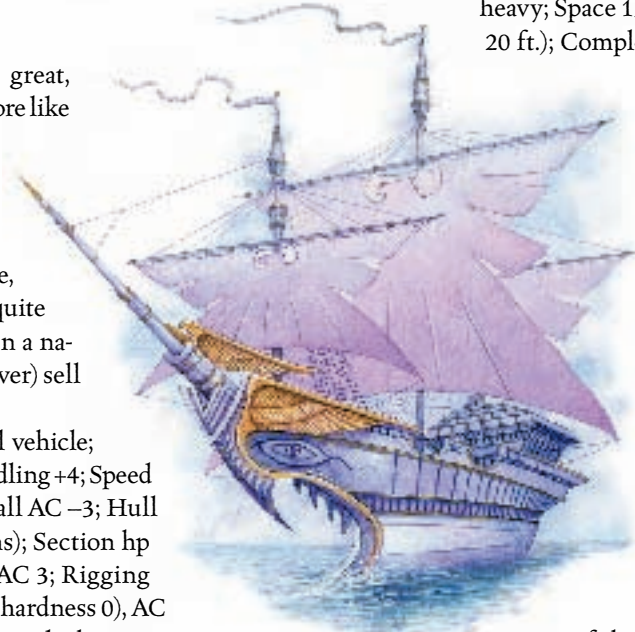 heavy; Space 1
20 ft.); Compl
great,
ore like
e,
quite
n a na-
ver) sell
l vehicle;
dling +4; Speed
all AC –3; Hull
s); Section hp
AC 3; Rigging
hardness 0), AC